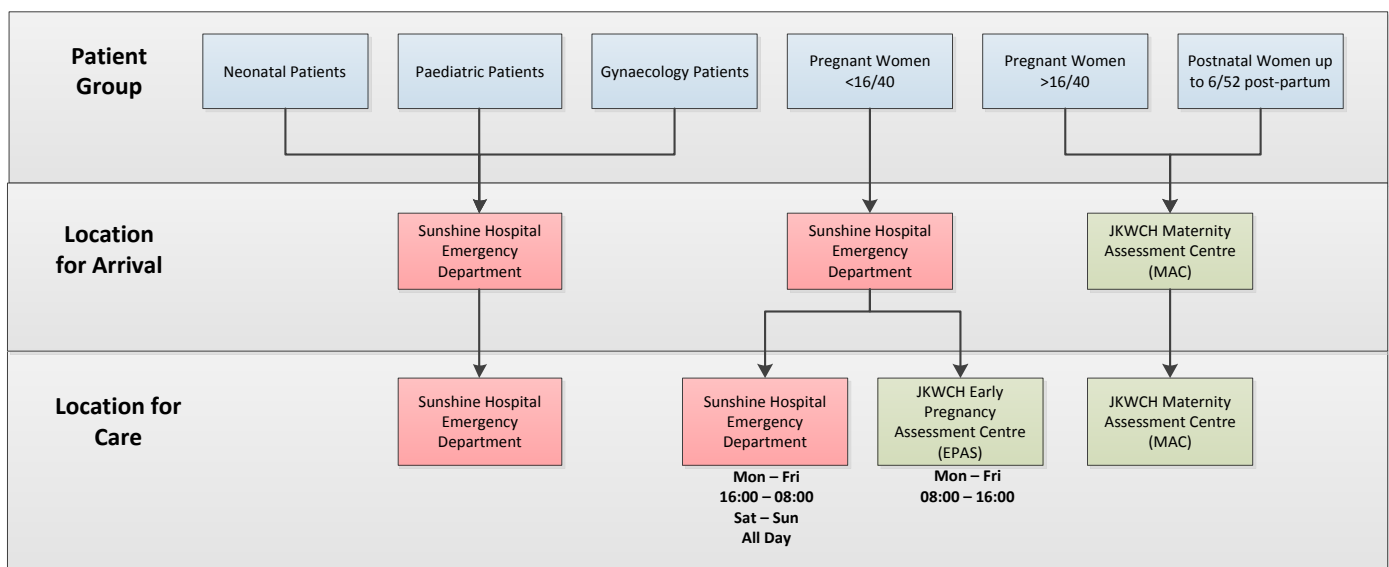 Patient
Group
Neonatal Patients
Paediatric Patients
Gynaecology Patients
Pregnant Women
<16/40
Pregnant Women
>16/40
Postnatal Women up
to 6/52 post-partum
Location
for Arrival
Sunshine Hospital
Emergency
Department
Sunshine Hospital
Emergency
Department
JKWCH Maternity
Assessment Centre
(MAC)
Location for
Care
Sunshine Hospital
Emergency
Department
Sunshine Hospital
Emergency
Department
Mon – Fri
16:00 – 08:00
Sat – Sun
All Day
JKWCH Early
Pregnancy
Assessment Centre
(EPAS)
Mon – Fri
08:00 – 16:00
JKWCH Maternity
Assessment Centre
(MAC)